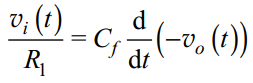 v_i(t)/R_1 = C_f d/dt(-v_o(t))